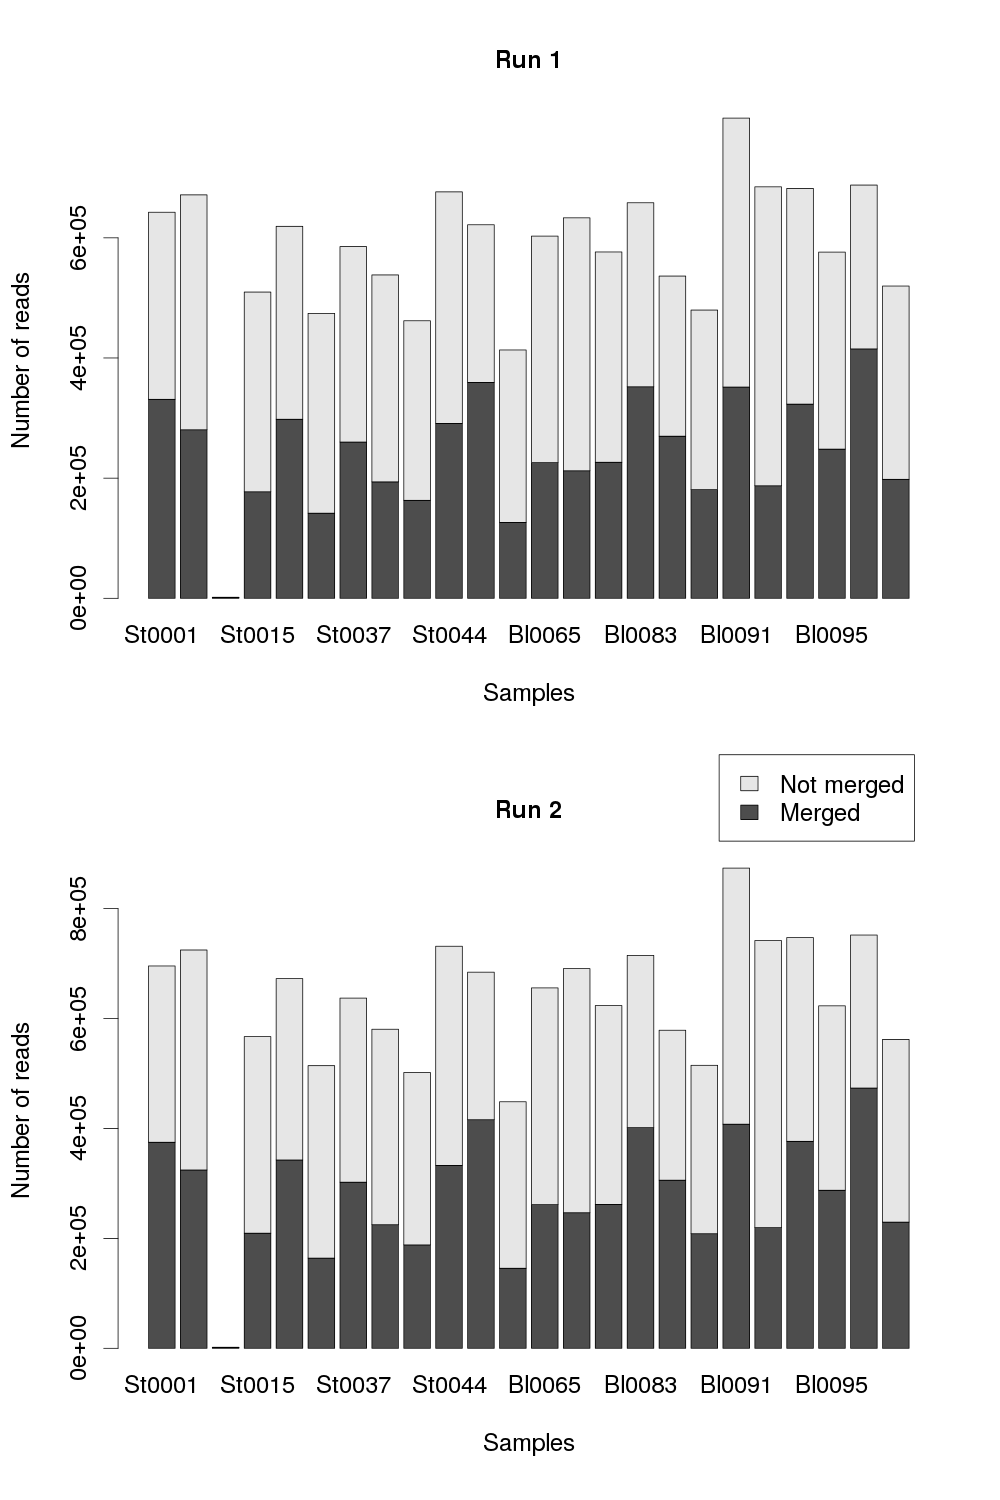 Run 1
Number of reads
6e+05
4e+05
2e+05
0e+00
St0001 St0015 St0037 St0044 Bl0065 Bl0083 Bl0091 Bl0095
Samples
Not merged
Merged
Run 2
Number of reads
8e+05
6e+05
4e+05
2e+05
0e+00
St0001 St0015 St0037 St0044 Bl0065 Bl0083 Bl0091 Bl0095
Samples